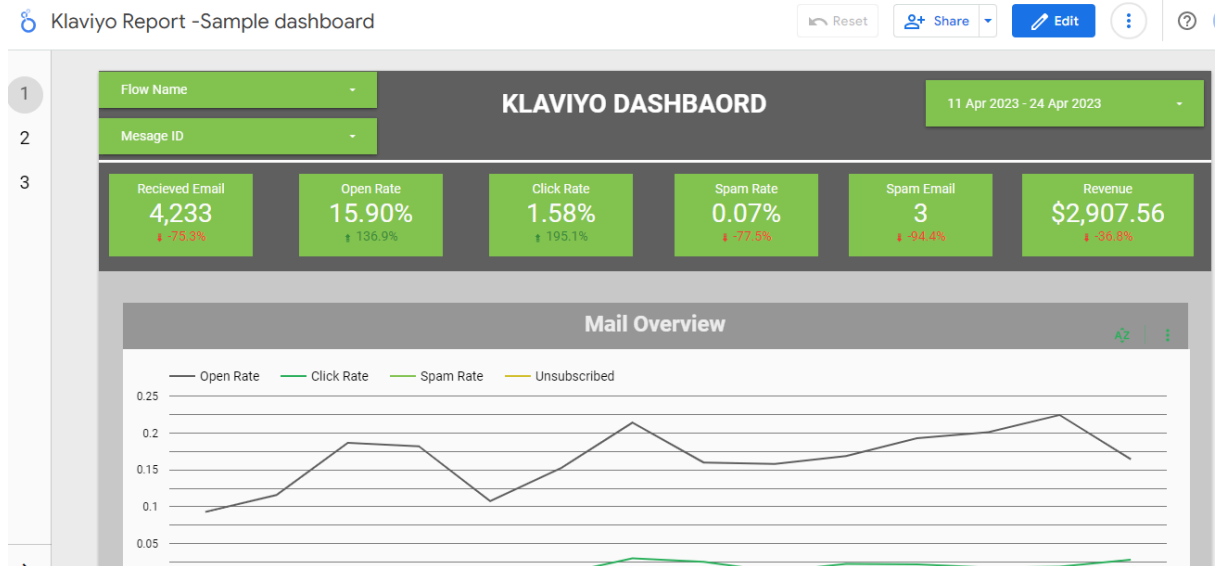 Klaviyo Report -Sample dashboard
Reset
Share
Edit
1
2
3
Flow Name
Mesage ID
KLAVIYO DASHBAORD
11 Apr 2023 - 24 Apr 2023
Recieved Email
4,233
-75.3%
Open Rate
15.90%
136.9%
Click Rate
1.58%
195.1%
Spam Rate
0.07%
-77.5%
Spam Email
3
-94.4%
Revenue
$2,907.56
-36.8%
Mail Overview
AZ
Open Rate
Click Rate
Spam Rate
Unsubscribed
0.25
0.2
0.15
0.1
0.05